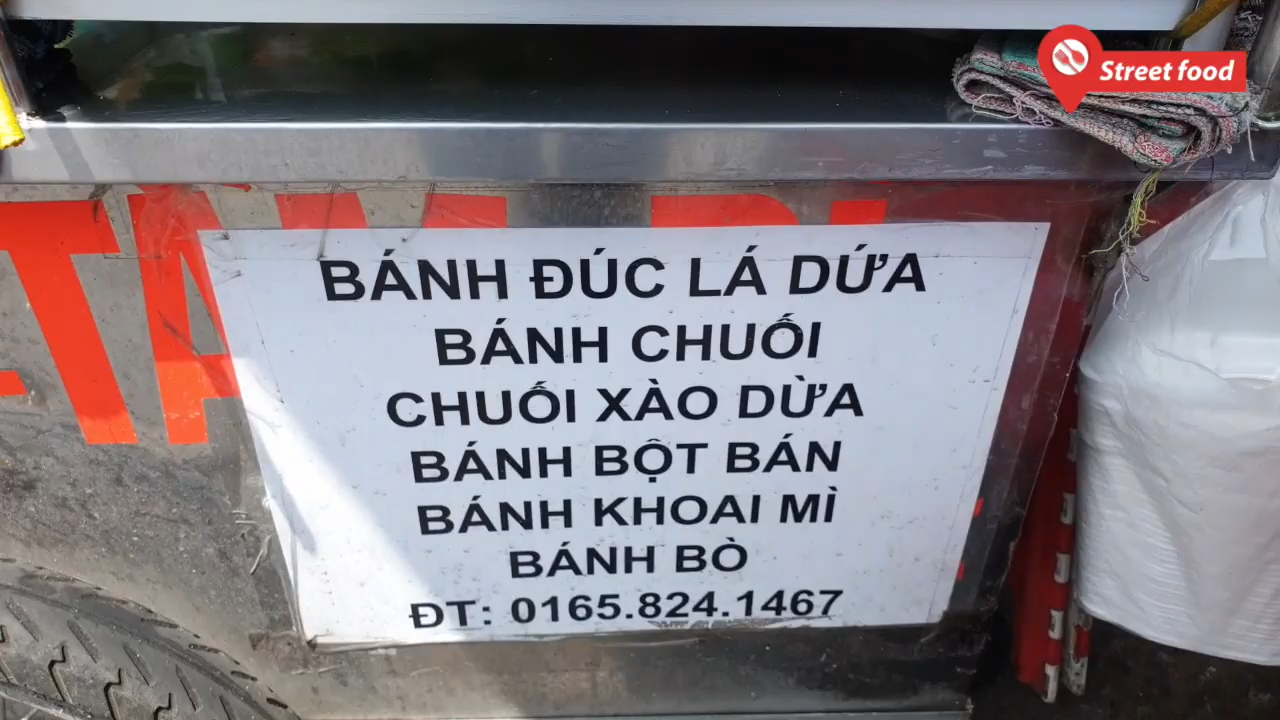 Street food
BÁNH ĐÚC LÁ DỨA
BÁNH CHUỐI
CHUỐI XÀO DỪA
BÁNH BỘT BÁN
BÁNH KHOAI MÌ
BÁNH BÒ
ĐT: 0165.824.1467